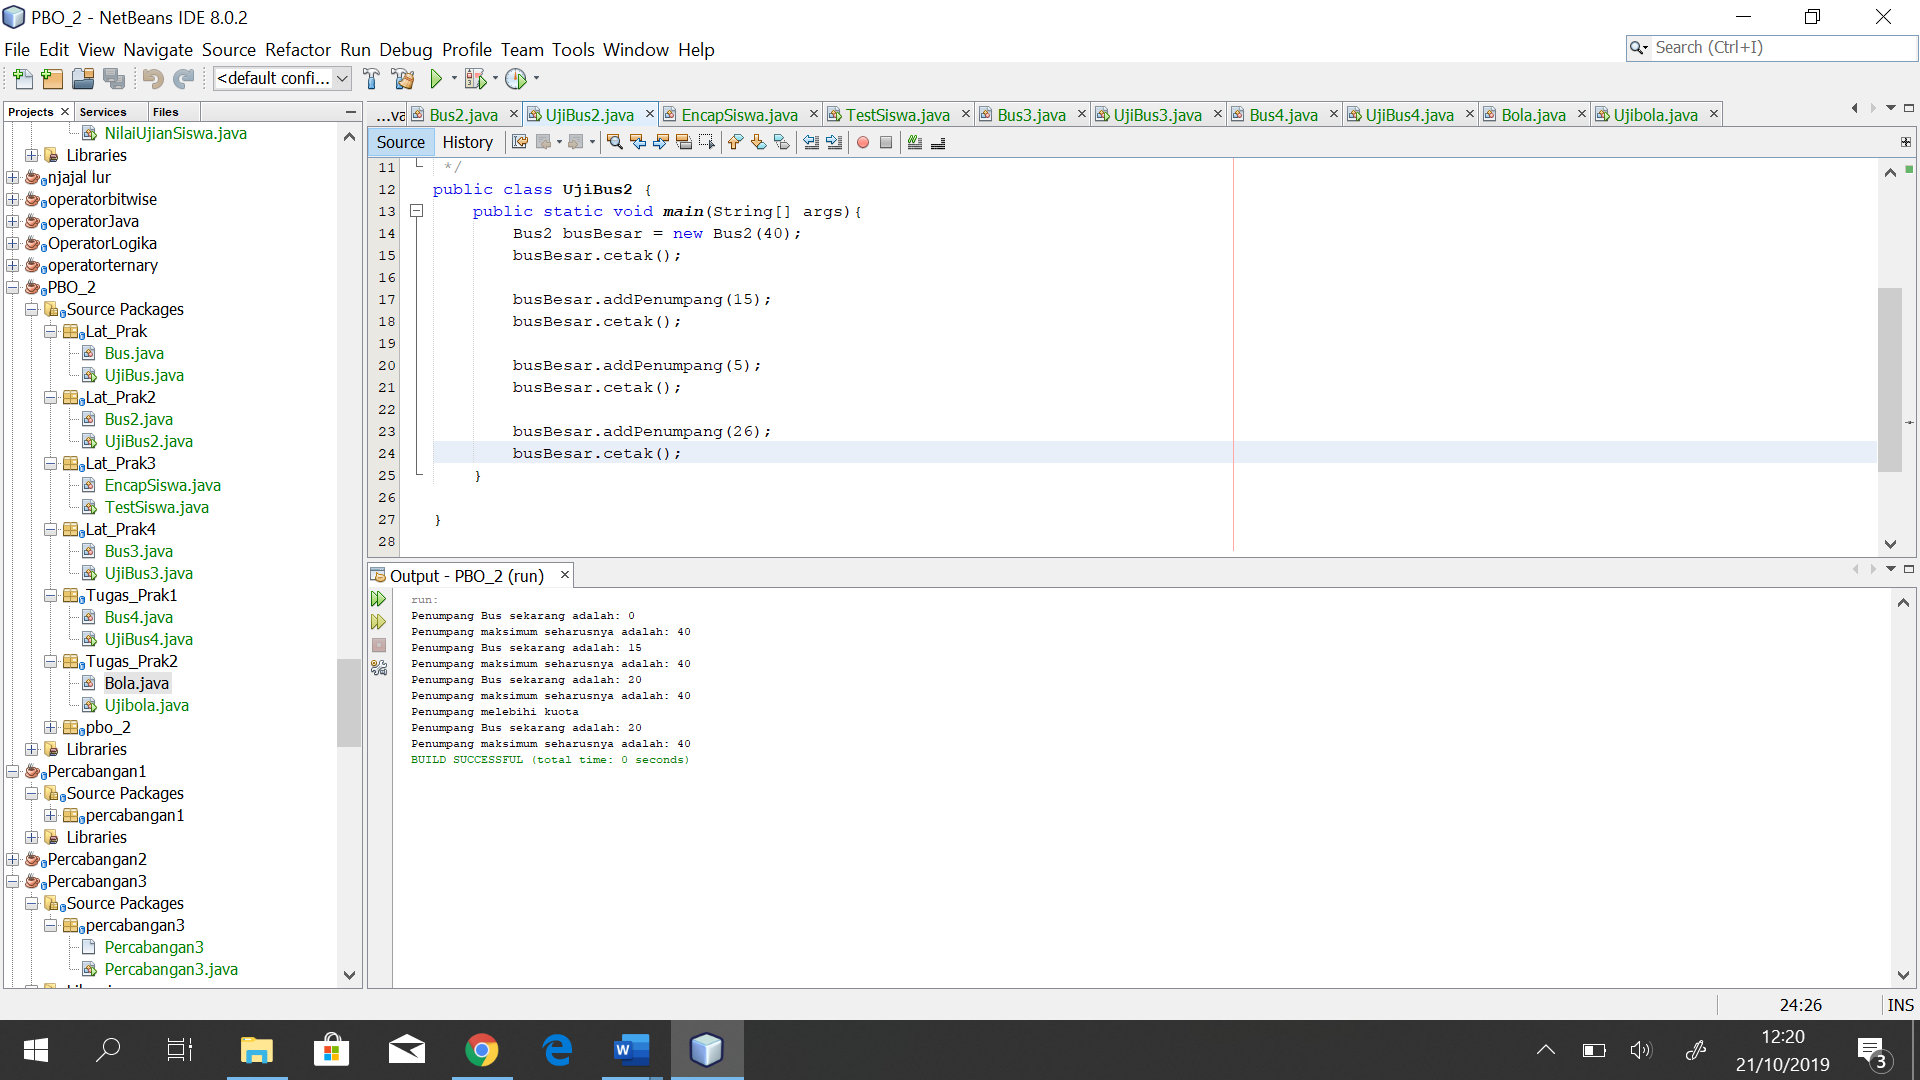 PBO_2 - NetBeans IDE 8.0.2
File Edit View Navigate Source Refactor Run Debug Profile Team Tools Window Help
Search (Ctrl+I)
<default confi...
Projects Services Files
...va Bus2.java UjiBus2.java EncapSiswa.java TestSiswa.java Bus3.java UjiBus3.java Bus4.java UjiBus4.java Bola.java Ujibola.java
Source History
NilaiUjianSiswa.java
Libraries
njajal lur
operatorbitwise
operatorJava
OperatorLogika
operatorternary
PBO_2
Source Packages
Lat_Prak
Bus.java
UjiBus.java
Lat_Prak2
Bus2.java
UjiBus2.java
Lat_Prak3
EncapSiswa.java
TestSiswa.java
Lat_Prak4
Bus3.java
UjiBus3.java
Tugas_Prak1
Bus4.java
UjiBus4.java
Tugas_Prak2
Bola.java
Ujibola.java
pbo_2
Libraries
Percabangan1
Source Packages
percabangan1
Libraries
Percabangan2
Percabangan3
Source Packages
percabangan3
Percabangan3
Percabangan3.java
11 */
12 public class UjiBus2 {
13 public static void main(String[] args){
14 Bus2 busBesar = new Bus2(40);
15 busBesar.cetak();
16
17 busBesar.addPenumpang(15);
18 busBesar.cetak();
19
20 busBesar.addPenumpang(5);
21 busBesar.cetak();
22
23 busBesar.addPenumpang(26);
24 busBesar.cetak();
25 }
26
27 }
28
Output - PBO_2 (run)
run:
Penumpang Bus sekarang adalah: 0
Penumpang maksimum seharusnya adalah: 40
Penumpang Bus sekarang adalah: 15
Penumpang maksimum seharusnya adalah: 40
Penumpang Bus sekarang adalah: 20
Penumpang maksimum seharusnya adalah: 40
Penumpang melebihi kuota
Penumpang Bus sekarang adalah: 20
Penumpang maksimum seharusnya adalah: 40
BUILD SUCCESSFUL (total time: 0 seconds)
24:26 INS
12:20
21/10/2019
3